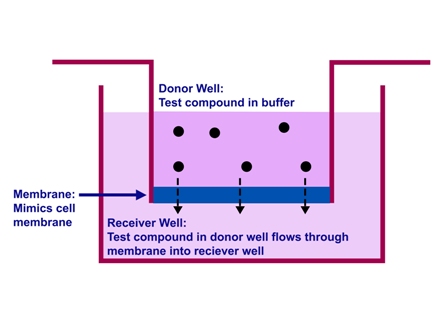 Donor Well:
Test compound in buffer
Membrane:
Mimics cell
membrane
Receiver Well:
Test compound in donor well flows through
membrane into reciever well